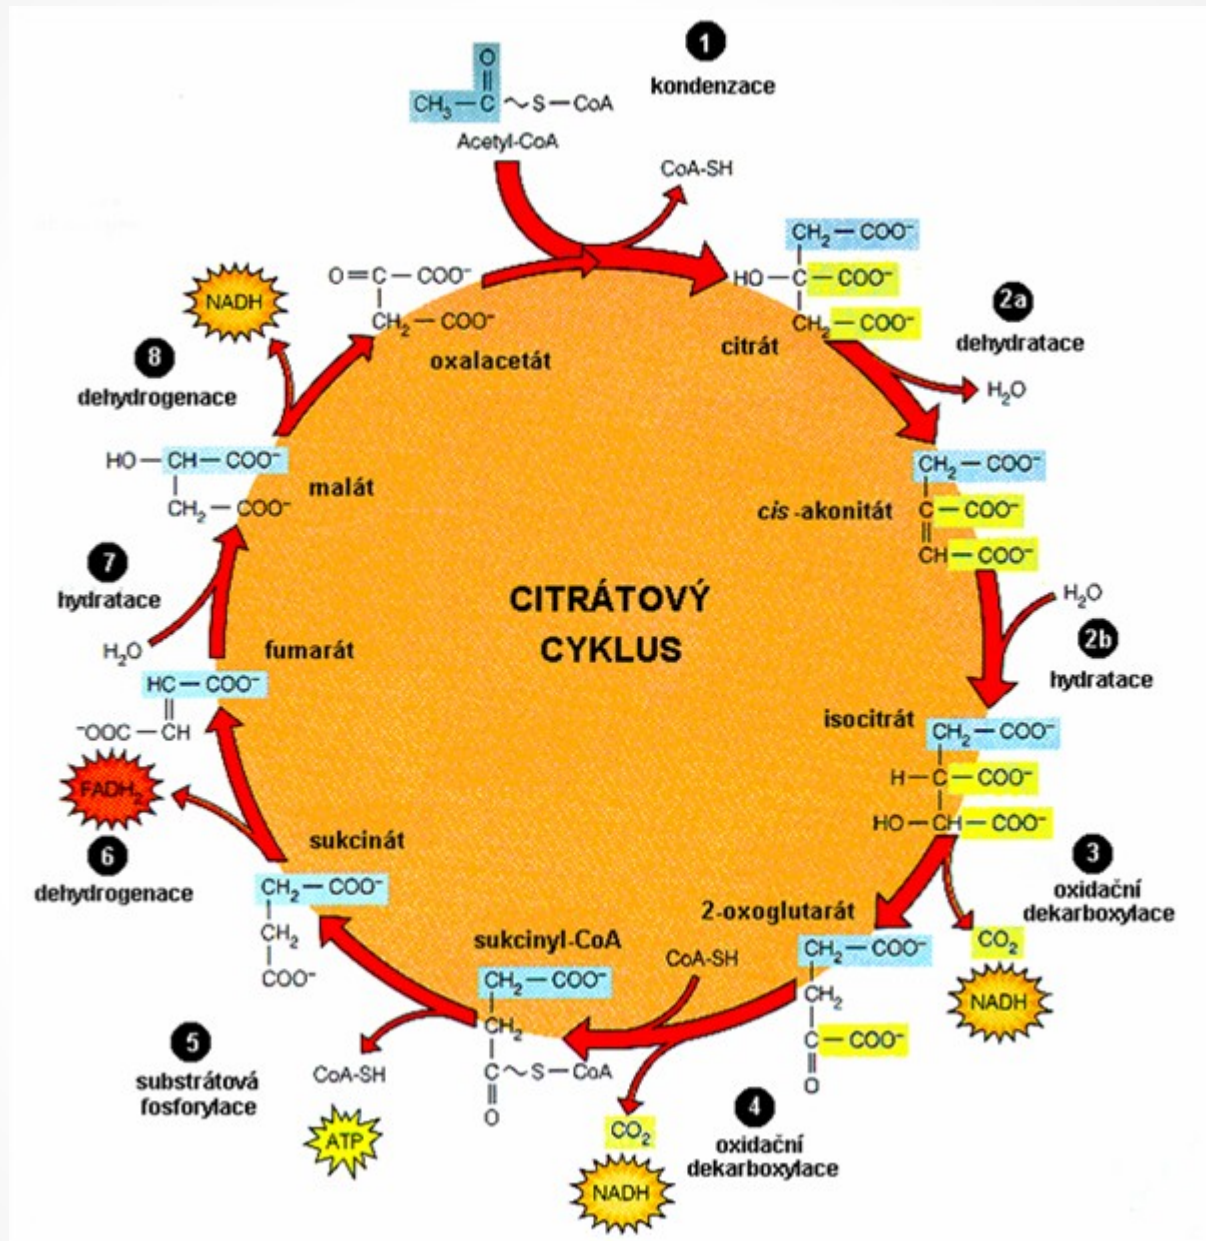 1
kondenzace
O
CH₃—C~S—CoA
Acetyl-CoA
CoA-SH
CH₂—COO⁻
HO—C—COO⁻
CH₂—COO⁻
citrát
2a
dehydratace
H₂O
CH₂—COO⁻
C—COO⁻
CH—COO⁻
cis-akonitát
H₂O
2b
hydratace
isocitrát
CH₂—COO⁻
H—C—COO⁻
HO—CH—COO⁻
3
oxidační
dekarboxylace
CO₂
NADH
2-oxoglutarát
CH₂—COO⁻
CH₂
C—COO⁻
O
CoA-SH
4
oxidační
dekarboxylace
CO₂
NADH
sukcinyl-CoA
CH₂—COO⁻
CH₂
C~S—CoA
O
5
substrátová
fosforylace
CoA-SH
ATP
sukcinát
CH₂—COO⁻
CH₂
COO⁻
6
dehydrogenace
FADH₂
fumarát
HC—COO⁻
⁻OOC—CH
7
hydratace
H₂O
malát
HO—CH—COO⁻
CH₂—COO⁻
8
dehydrogenace
NADH
O=C—COO⁻
CH₂—COO⁻
oxalacetát
CITRÁTOVÝ
CYKLUS